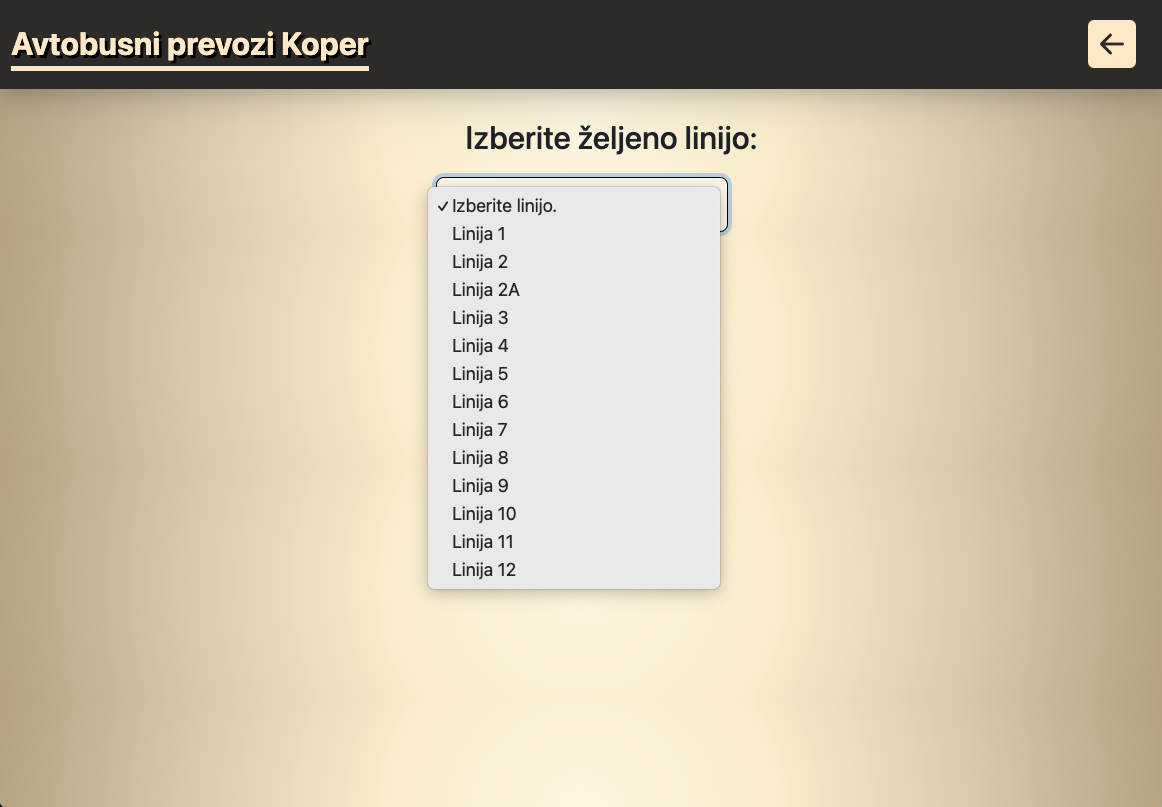 Avtobusni prevozi Koper
Izberite željeno linijo:
Izberite linijo.
Linija 1
Linija 2
Linija 2A
Linija 3
Linija 4
Linija 5
Linija 6
Linija 7
Linija 8
Linija 9
Linija 10
Linija 11
Linija 12